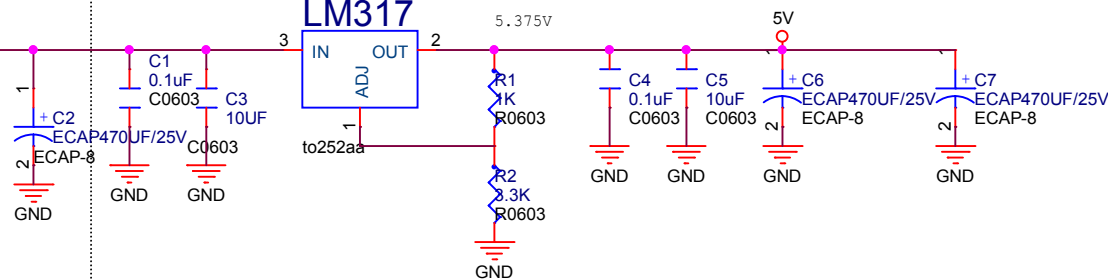 LM317
5.375V
5V
3
IN
OUT
2
ADJ
1
to252aa
1
C2
ECAP470UF/25V
ECAP-8
2
GND
C1
0.1uF
C0603
GND
C3
10UF
C0603
GND
R1
1K
R0603
R2
3.3K
R0603
GND
C4
0.1uF
C0603
GND
C5
10uF
C0603
GND
1
C6
ECAP470UF/25V
ECAP-8
2
GND
1
C7
ECAP470UF/25V
ECAP-8
2
GND